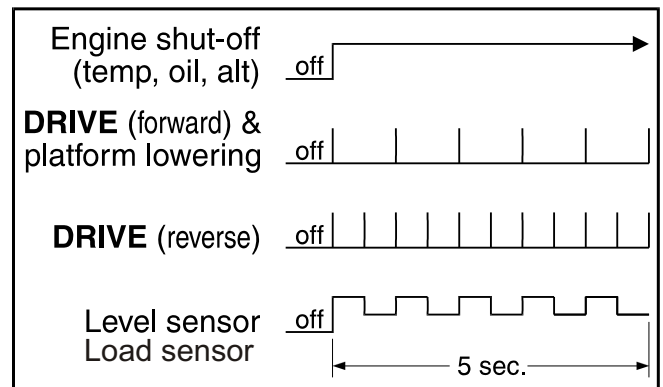 Engine shut-off
(temp, oil, alt) off
DRIVE (forward) &
platform lowering off
DRIVE (reverse) off
Level sensor off
Load sensor
5 sec.